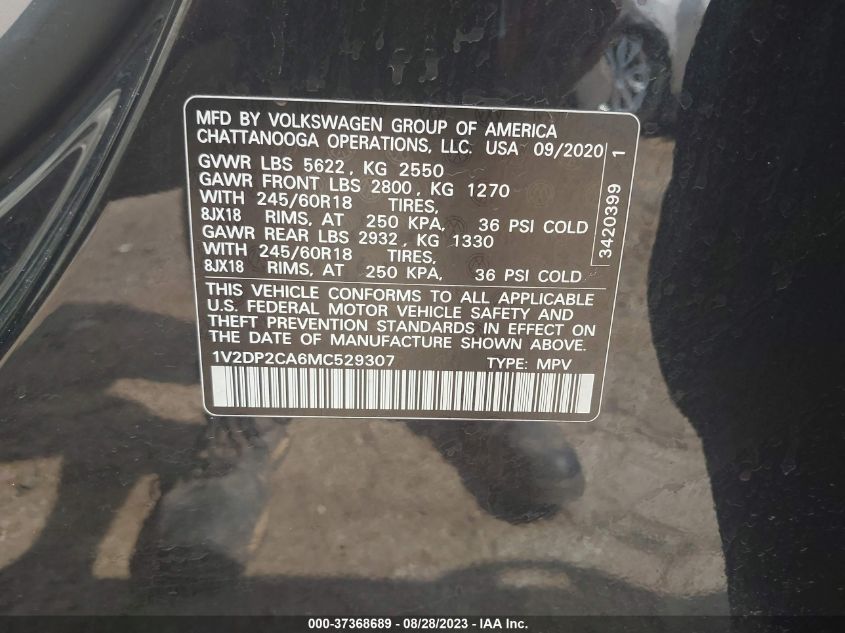 MFD BY VOLKSWAGEN GROUP OF AMERICA
CHATTANOOGA OPERATIONS, LLC. USA 09/2020
GVWR LBS 5622, KG 2550
GAWR FRONT LBS 2800, KG 1270
WITH 245/60R18 TIRES,
8JX18 RIMS, AT 250 KPA, 36 PSI COLD
GAWR REAR LBS 2932, KG 1330
WITH 245/60R18 TIRES,
8JX18 RIMS, AT 250 KPA, 36 PSI COLD
3420399 1
THIS VEHICLE CONFORMS TO ALL APPLICABLE
U.S. FEDERAL MOTOR VEHICLE SAFETY AND
THEFT PREVENTION STANDARDS IN EFFECT ON
THE DATE OF MANUFACTURE SHOWN ABOVE.
1V2DP2CA6MC529307 TYPE: MPV
000-37368689 - 08/28/2023 - IAA Inc.